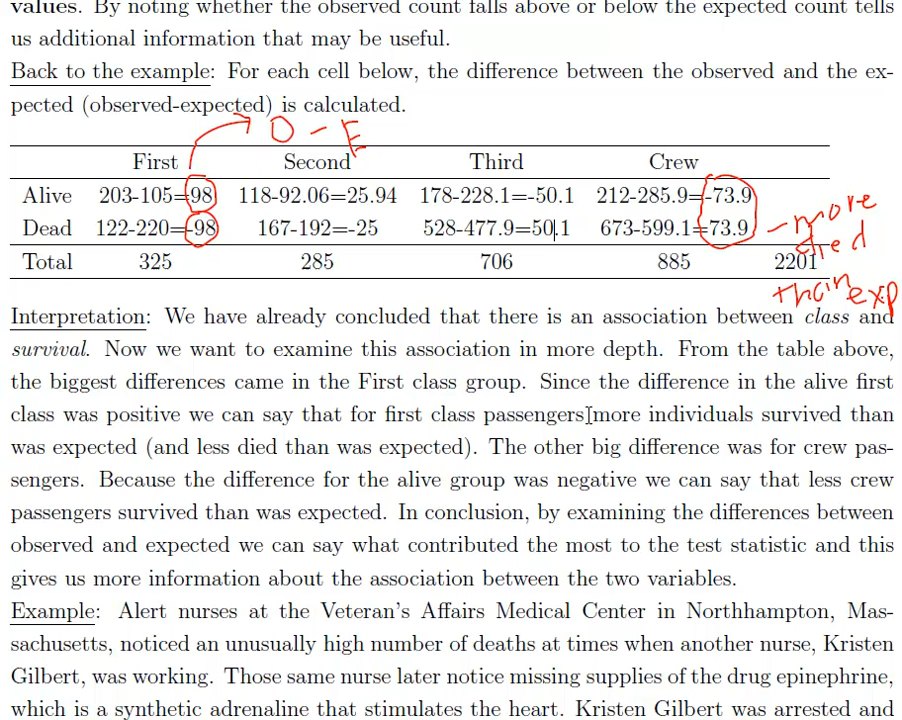 values. By noting whether the observed count falls above or below the expected count tells
us additional information that may be useful.
Back to the example: For each cell below, the difference between the observed and the ex-
pected (observed-expected) is calculated.
O - E
First Second Third Crew
Alive 203-105=98 118-92.06=25.94 178-228.1=-50.1 212-285.9=-73.9
Dead 122-220=-98 167-192=-25 528-477.9=50.1 673-599.1=73.9
Total 325 285 706 885 2201
- more
died
than exp
Interpretation: We have already concluded that there is an association between class and
survival. Now we want to examine this association in more depth. From the table above,
the biggest differences came in the First class group. Since the difference in the alive first
class was positive we can say that for first class passengers more individuals survived than
was expected (and less died than was expected). The other big difference was for crew pas-
sengers. Because the difference for the alive group was negative we can say that less crew
passengers survived than was expected. In conclusion, by examining the differences between
observed and expected we can say what contributed the most to the test statistic and this
gives us more information about the association between the two variables.
Example: Alert nurses at the Veteran's Affairs Medical Center in Northhampton, Mas-
sachusetts, noticed an unusually high number of deaths at times when another nurse, Kristen
Gilbert, was working. Those same nurse later notice missing supplies of the drug epinephrine,
which is a synthetic adrenaline that stimulates the heart. Kristen Gilbert was arrested and